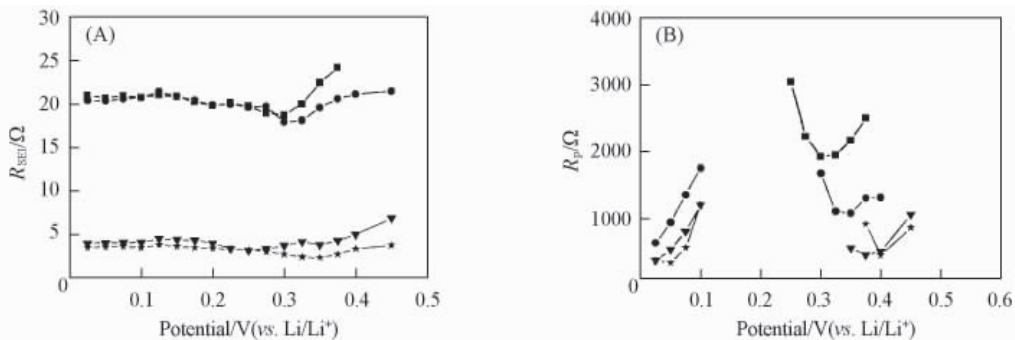 (A)
30
25
20
15
10
5
0
R_SEI/Ω
0.1 0.2 0.3 0.4 0.5
Potential/V(vs. Li/Li⁺)
(B)
4000
3000
2000
1000
0
R_p/Ω
0.1 0.2 0.3 0.4 0.5 0.6
Potential/V(vs. Li/Li⁺)